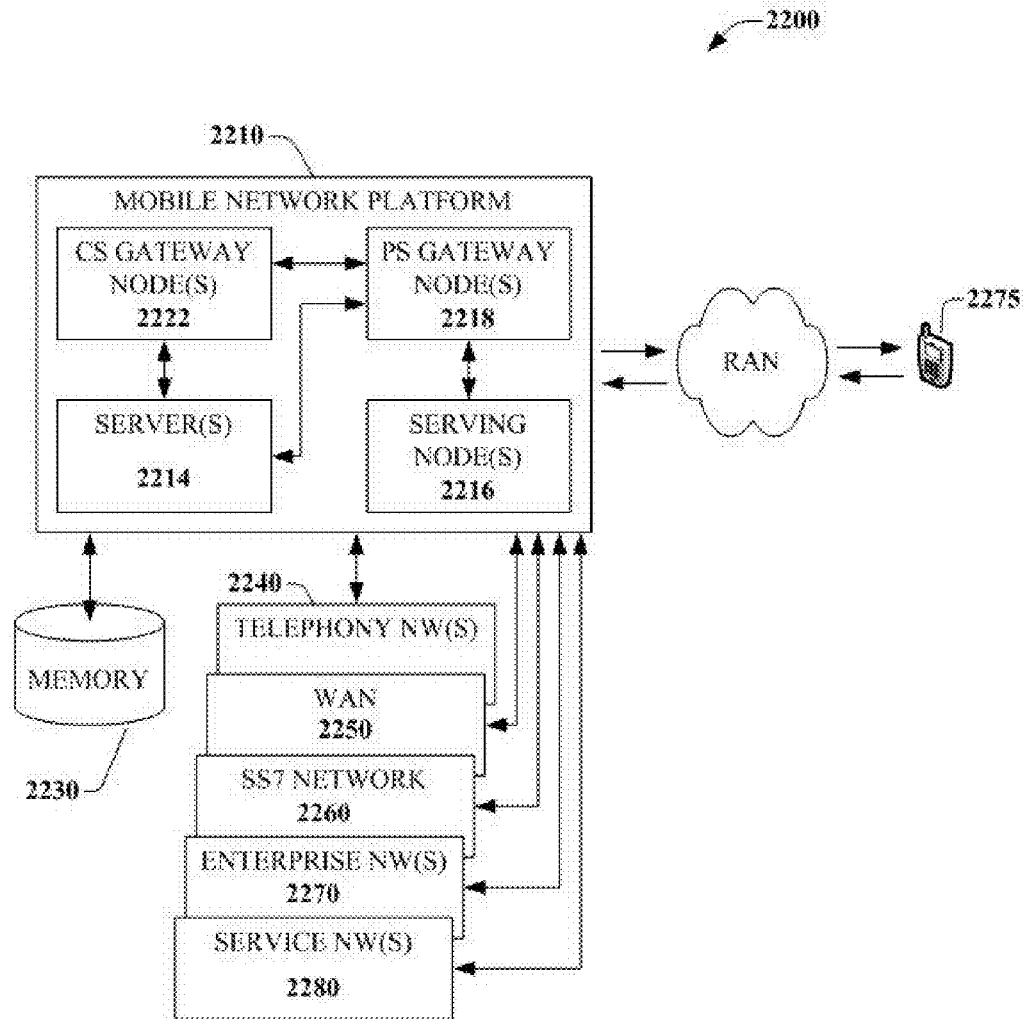 2200
2210
MOBILE NETWORK PLATFORM
CS GATEWAY
NODE(S)
2222
PS GATEWAY
NODE(S)
2218
SERVER(S)
2214
SERVING
NODE(S)
2216
RAN
2275
2240
TELEPHONY NW(S)
WAN
2250
SS7 NETWORK
2260
ENTERPRISE NW(S)
2270
SERVICE NW(S)
2280
MEMORY
2230